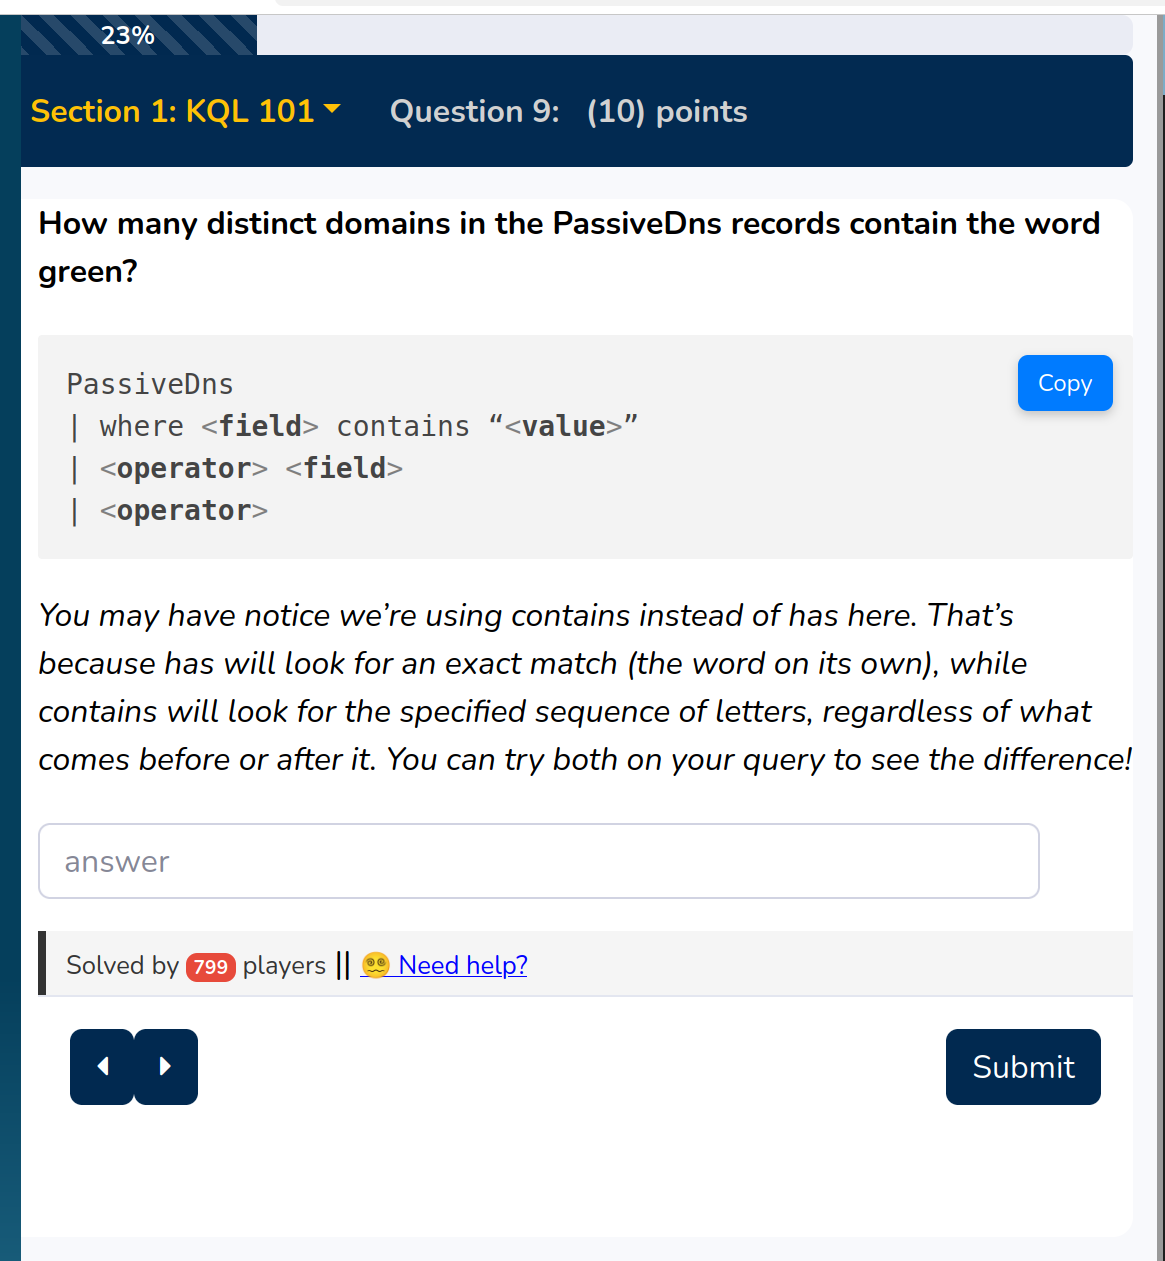 23%
Section 1: KQL 101 Question 9: (10) points
How many distinct domains in the PassiveDns records contain the word
green?
Copy
PassiveDns
| where <field> contains “<value>”
| <operator> <field>
| <operator>
You may have notice we’re using contains instead of has here. That’s
because has will look for an exact match (the word on its own), while
contains will look for the specified sequence of letters, regardless of what
comes before or after it. You can try both on your query to see the difference!
answer
Solved by 799 players || 😵‍💫 Need help?
Submit